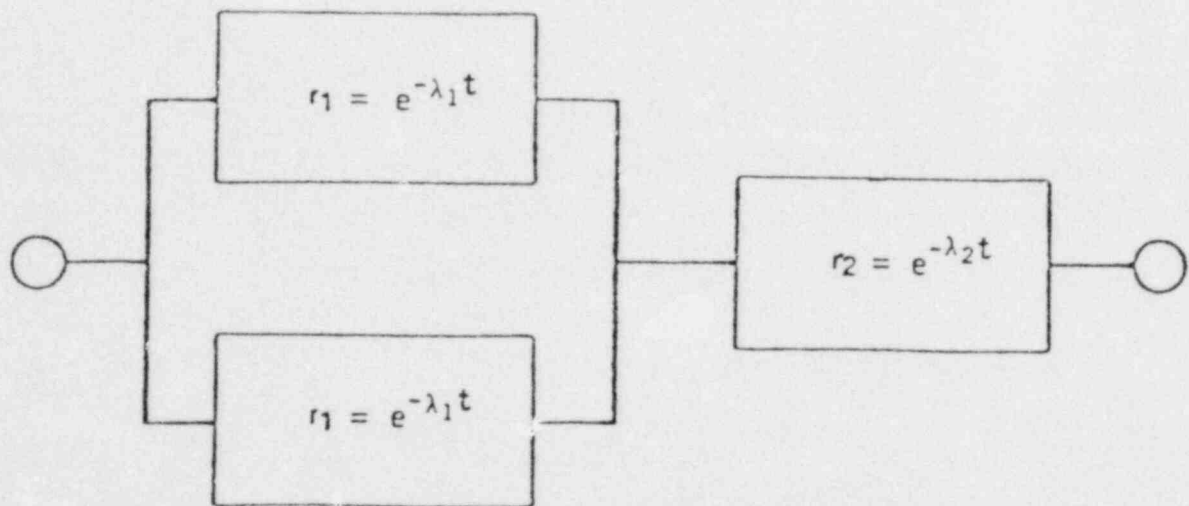 r₁ = e^{-λ₁t}
r₂ = e^{-λ₂t}
r₁ = e^{-λ₁t}